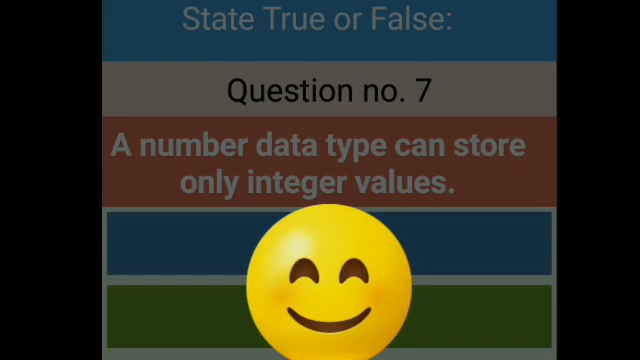 State True or False:
Question no. 7
A number data type can store
only integer values.